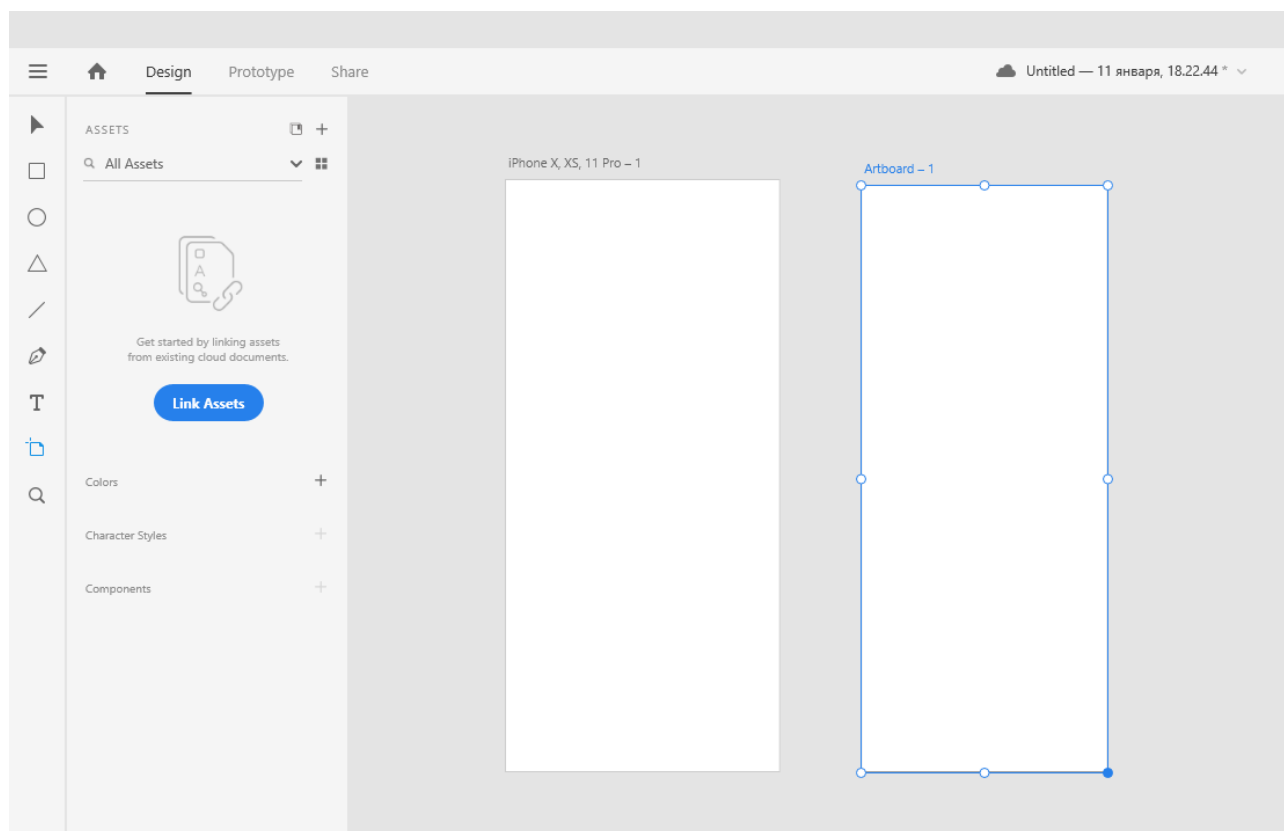 Design Prototype Share
Untitled — 11 января, 18.22.44 *
ASSETS
All Assets
Get started by linking assets
from existing cloud documents.
Link Assets
Colors
Character Styles
Components
iPhone X, XS, 11 Pro – 1
Artboard – 1